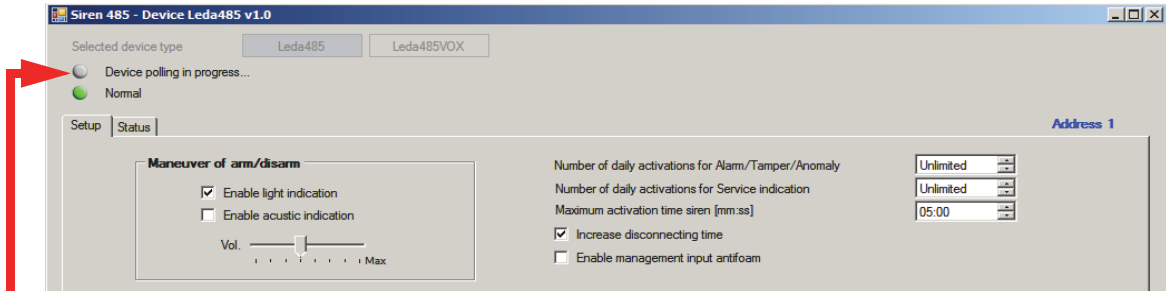 Siren 485 - Device Leda485 v1.0
Selected device type Leda485 Leda485VOX
Device polling in progress...
Normal
Setup Status Address 1
Maneuver of arm/disarm
Enable light indication
Enable acustic indication
Vol. Max
Number of daily activations for Alarm/Tamper/Anomaly Unlimited
Number of daily activations for Service indication Unlimited
Maximum activation time siren [mm:ss] 05:00
Increase disconnecting time
Enable management input antifoam